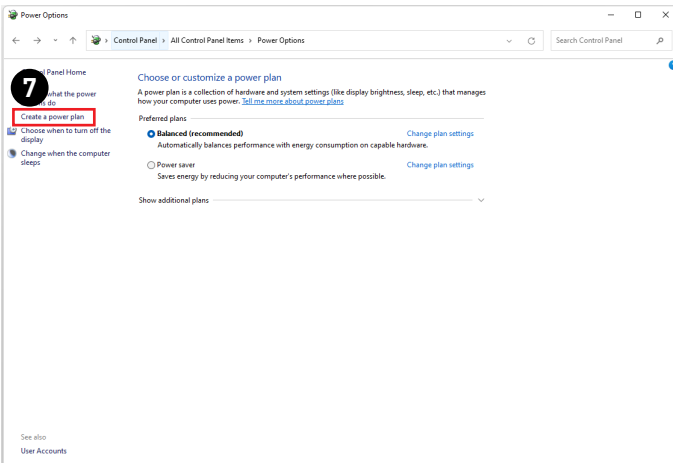 Power Options
Control Panel > All Control Panel Items > Power Options
Search Control Panel
Panel Home
7
what the power
do
Create a power plan
Choose when to turn off the
display
Change when the computer
sleeps
Choose or customize a power plan
A power plan is a collection of hardware and system settings (like display brightness, sleep, etc.) that manages
how your computer uses power. Tell me more about power plans
Preferred plans
Balanced (recommended)
Change plan settings
Automatically balances performance with energy consumption on capable hardware.
Power saver
Change plan settings
Saves energy by reducing your computer's performance where possible.
Show additional plans
See also
User Accounts